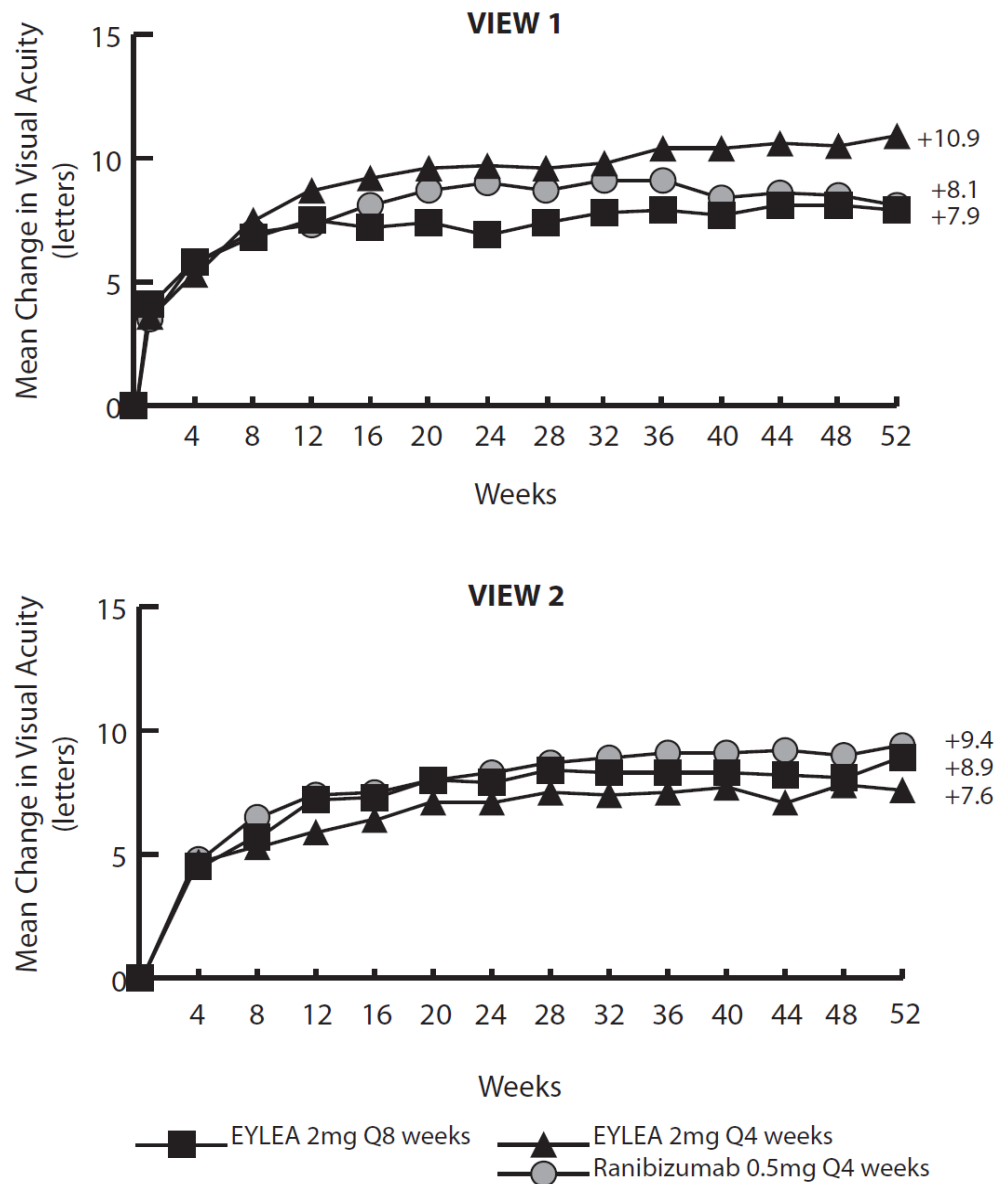 VIEW 1
Mean Change in Visual Acuity
(letters)
15
10
5
0
+10.9
+8.1
+7.9
4 8 12 16 20 24 28 32 36 40 44 48 52
Weeks
VIEW 2
Mean Change in Visual Acuity
(letters)
15
10
5
0
+9.4
+8.9
+7.6
4 8 12 16 20 24 28 32 36 40 44 48 52
Weeks
EYLEA 2mg Q8 weeks
EYLEA 2mg Q4 weeks
Ranibizumab 0.5mg Q4 weeks